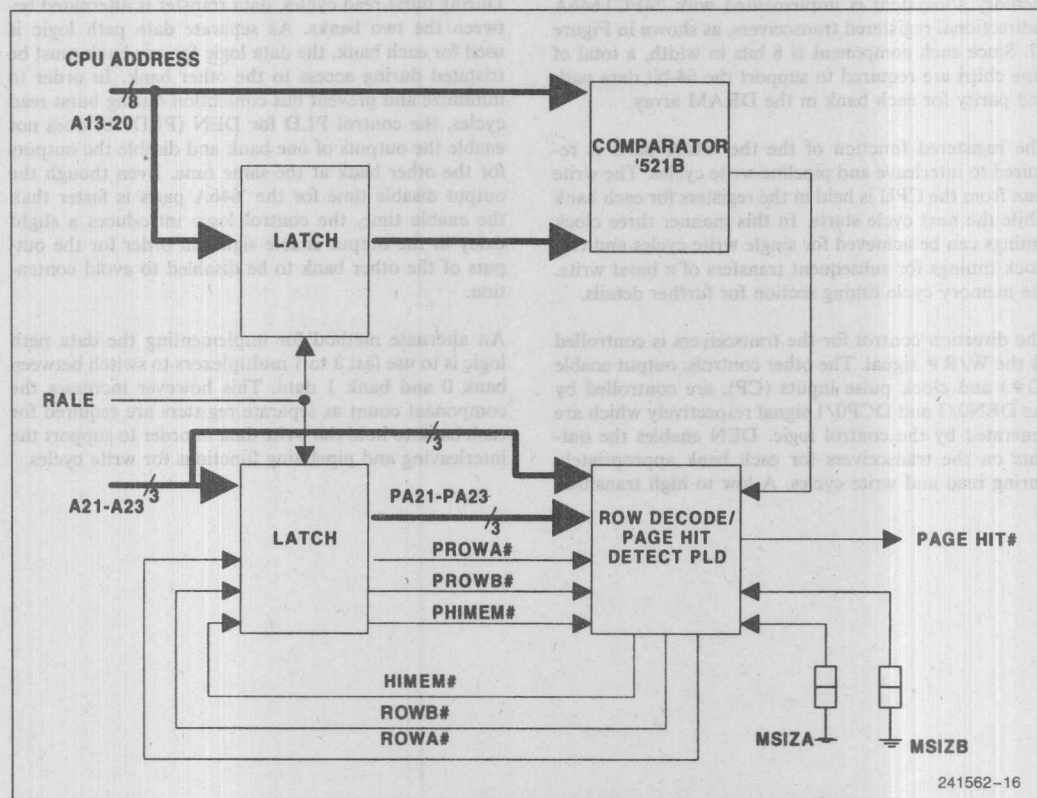 CPU ADDRESS
8
A13-20
COMPARATOR
'521B
LATCH
RALE
3
A21-A23
3
LATCH
PA21-PA23
3
ROW DECODE/
PAGE HIT
DETECT PLD
PAGE HIT#
PROWA#
PROWB#
PHIMEM#
HIMEM#
ROWB#
ROWA#
MSIZA
MSIZB
241562-16